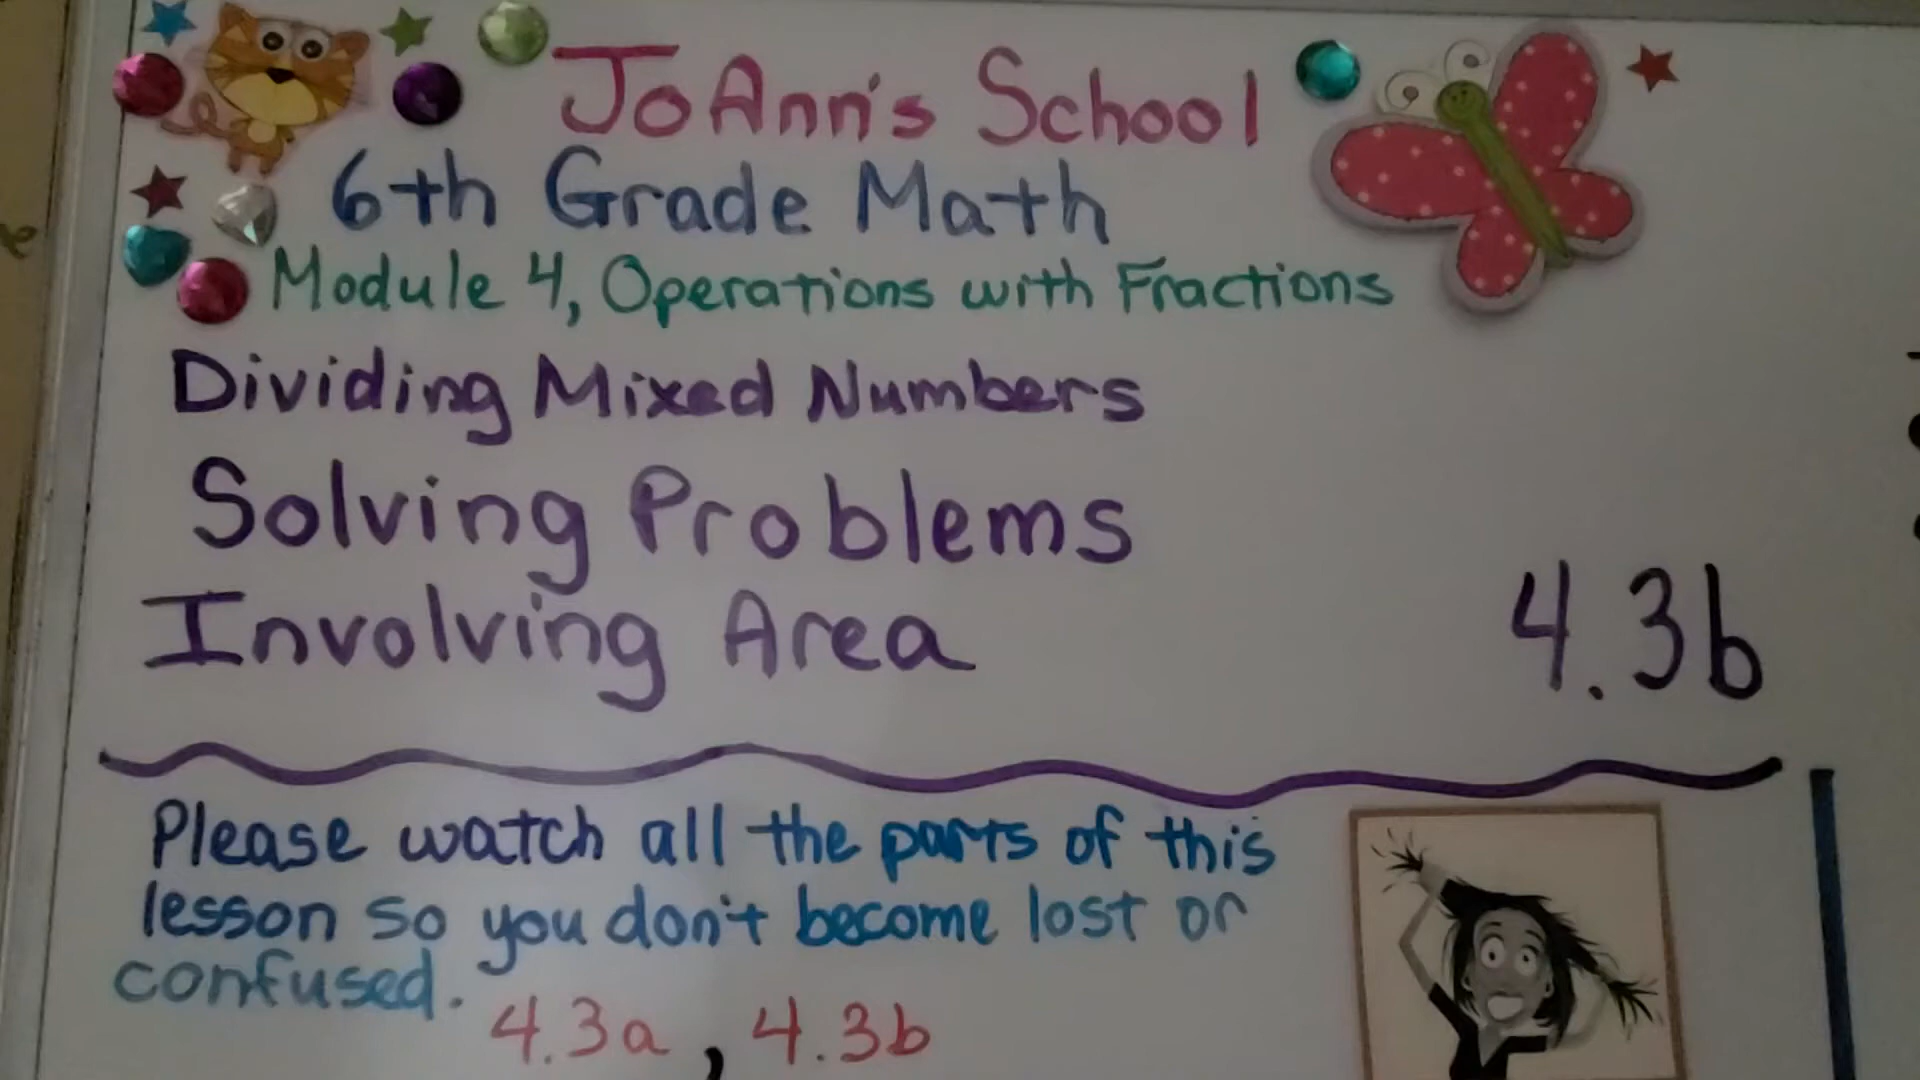 JoAnn's School
6th Grade Math
Module 4, Operations with Fractions
Dividing Mixed Numbers
Solving Problems
Involving Area
4.3b
Please watch all the parts of this
lesson so you don't become lost or
confused.
4.3a, 4.3b